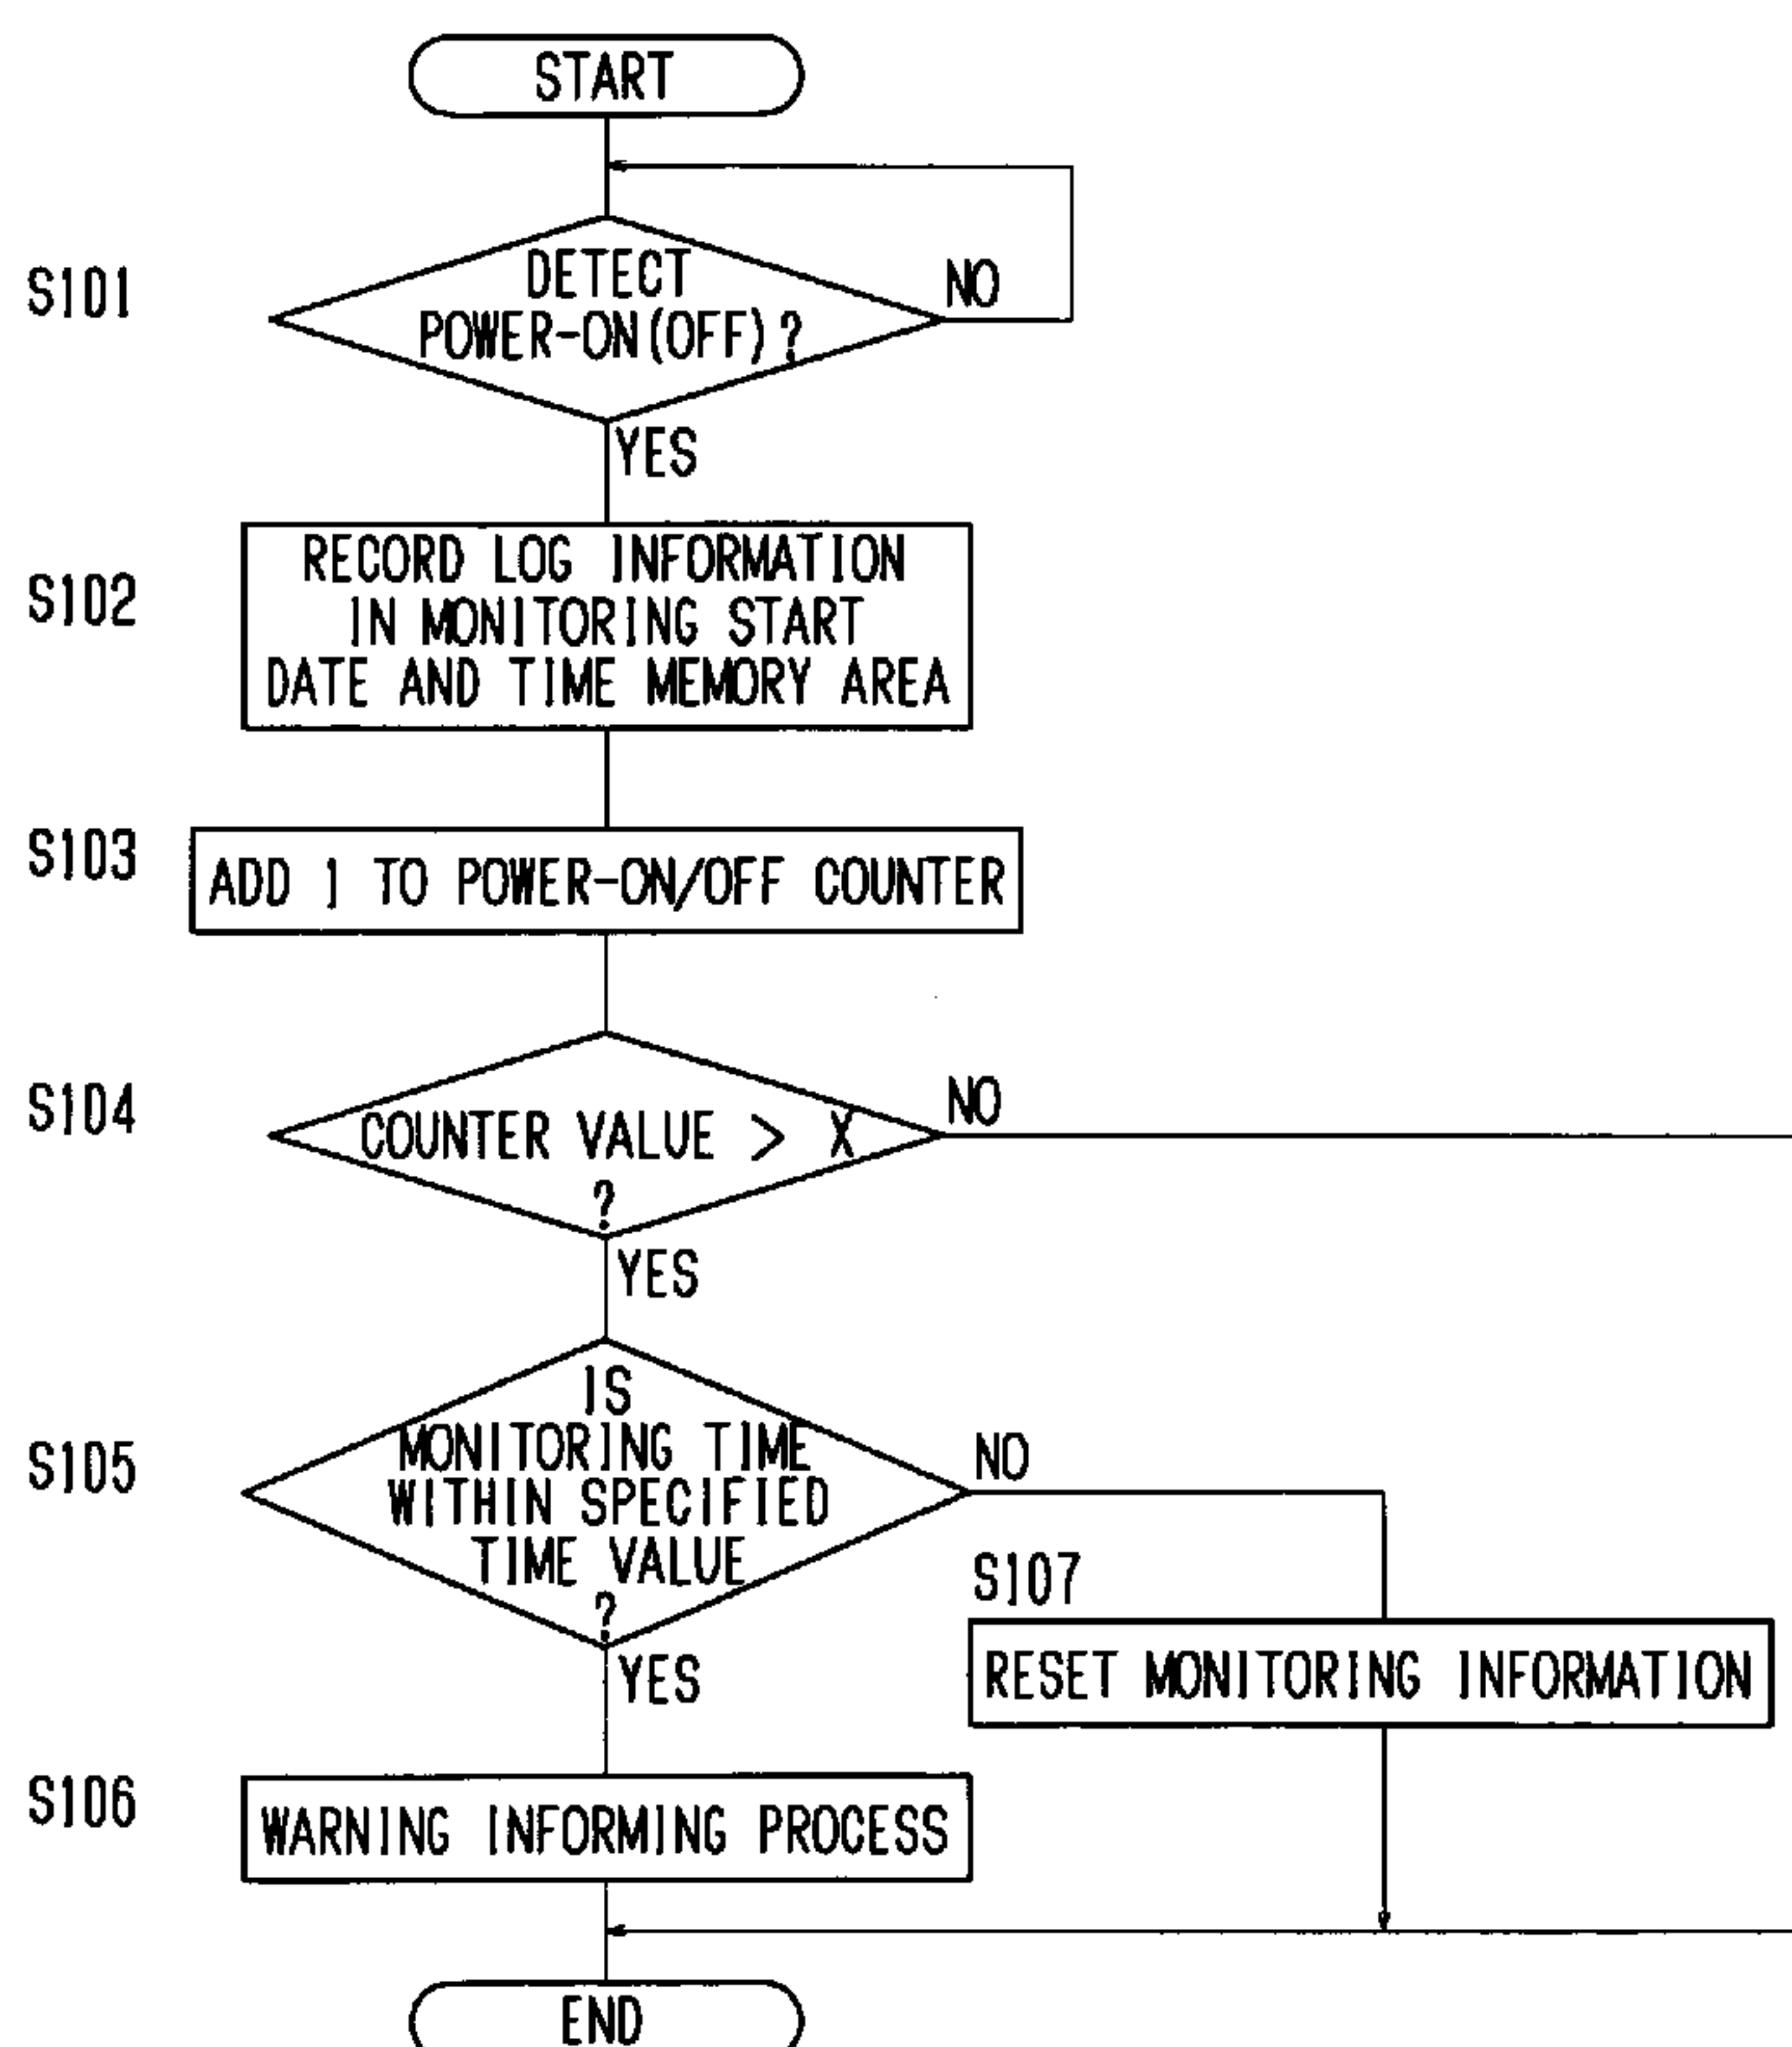 START
S101
DETECT
POWER-ON(OFF)?
NO
YES
S102
RECORD LOG INFORMATION
IN MONITORING START
DATE AND TIME MEMORY AREA
S103
ADD 1 TO POWER-ON/OFF COUNTER
S104
COUNTER VALUE > X
?
NO
YES
S105
IS
MONITORING TIME
WITHIN SPECIFIED
TIME VALUE
?
NO
YES
S107
RESET MONITORING INFORMATION
S106
WARNING INFORMING PROCESS
END